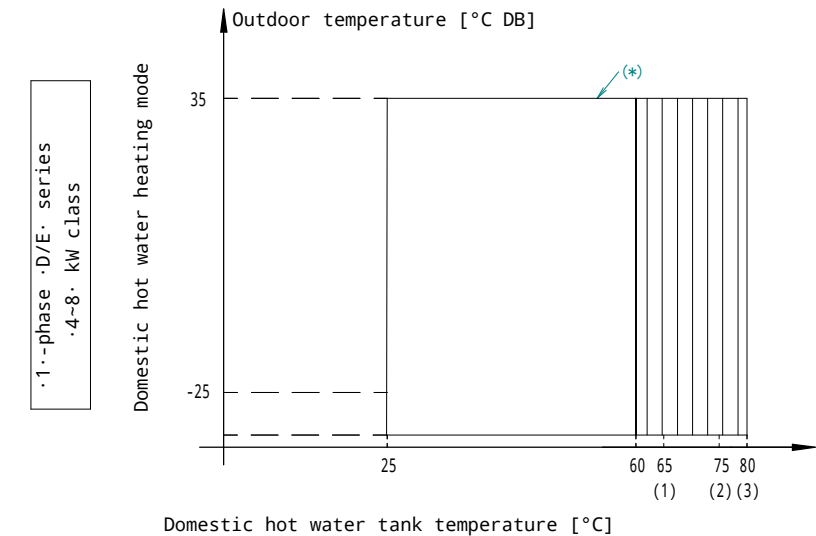 Outdoor temperature [°C DB]
(*)
35
-25
·1·-phase ·D/E· series
·4~8· kW class
Domestic hot water heating mode
25 60 65 75 80
(1) (2) (3)
Domestic hot water tank temperature [°C]